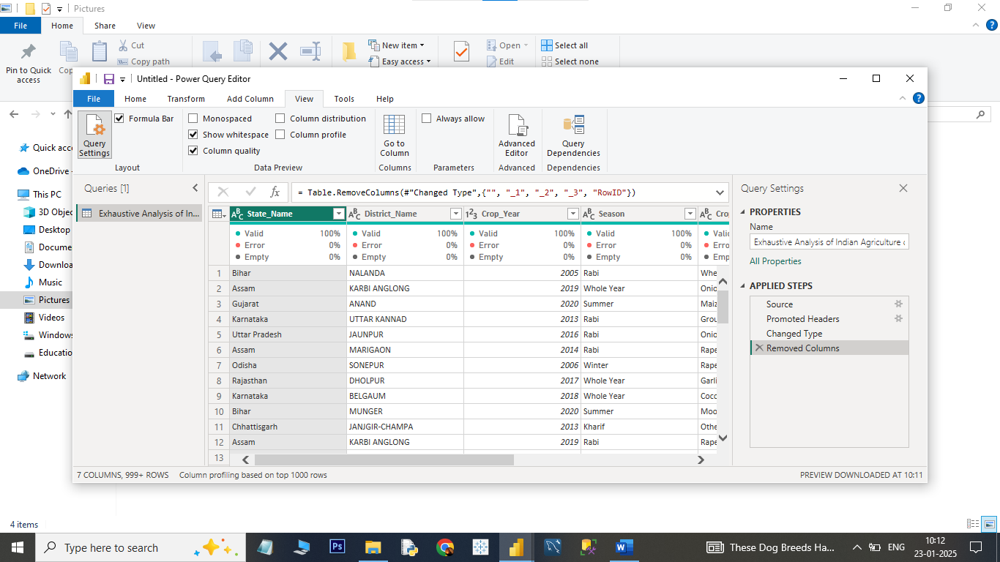 Pictures
File Home Share View
Pin to Quick access
Cut
Copy path
New item
Easy access
Open
Edit
Select all
Select none
Untitled - Power Query Editor
File Home Transform Add Column View Tools Help
Query Settings
Formula Bar
Layout
Monospaced
Show whitespace
Column quality
Column distribution
Column profile
Data Preview
Go to Column
Columns
Always allow
Parameters
Advanced Editor
Advanced
Query Dependencies
Dependencies
Quick acc
OneDrive -
This PC
3D Objec
Desktop
Docume
Downloa
Music
Pictures
Videos
Windows
Educatio
Network
4 items
Queries [1]
Exhaustive Analysis of In...
fx
= Table.RemoveColumns(#"Changed Type",{"", "_1", "_2", "_3", "RowID"})
ABC State_Name ABC District_Name 123 Crop_Year ABC Season ABC Cro
Valid 100% Valid 100% Valid 100% Valid 100% Vali
Error 0% Error 0% Error 0% Error 0% Erro
Empty 0% Empty 0% Empty 0% Empty 0% Emp
1 Bihar NALANDA 2005 Rabi Whe
2 Assam KARBI ANGLONG 2019 Whole Year Onio
3 Gujarat ANAND 2020 Summer Maiz
4 Karnataka UTTAR KANNAD 2013 Rabi Grou
5 Uttar Pradesh JAUNPUR 2016 Rabi Onio
6 Assam MARIGAON 2014 Rabi Rape
7 Odisha SONEPUR 2006 Winter Rape
8 Rajasthan DHOLPUR 2017 Whole Year Garli
9 Karnataka BELGAUM 2018 Whole Year Coco
10 Bihar MUNGER 2020 Summer Moo
11 Chhattisgarh JANJGIR-CHAMPA 2013 Kharif Othe
12 Assam KARBI ANGLONG 2019 Rabi Rape
13
Query Settings
PROPERTIES
Name
Exhaustive Analysis of Indian Agriculture
All Properties
APPLIED STEPS
Source
Promoted Headers
Changed Type
Removed Columns
7 COLUMNS, 999+ ROWS Column profiling based on top 1000 rows
PREVIEW DOWNLOADED AT 10:11
Type here to search
Ps
W
These Dog Breeds Ha...
ENG
10:12
23-01-2025